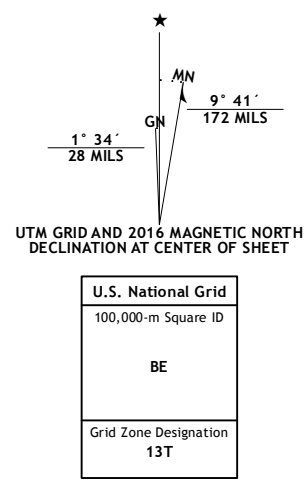 ★
MN
GN
9° 41´
172 MILS
1° 34´
28 MILS
UTM GRID AND 2016 MAGNETIC NORTH
DECLINATION AT CENTER OF SHEET
U.S. National Grid
100,000-m Square ID
BE
Grid Zone Designation
13T